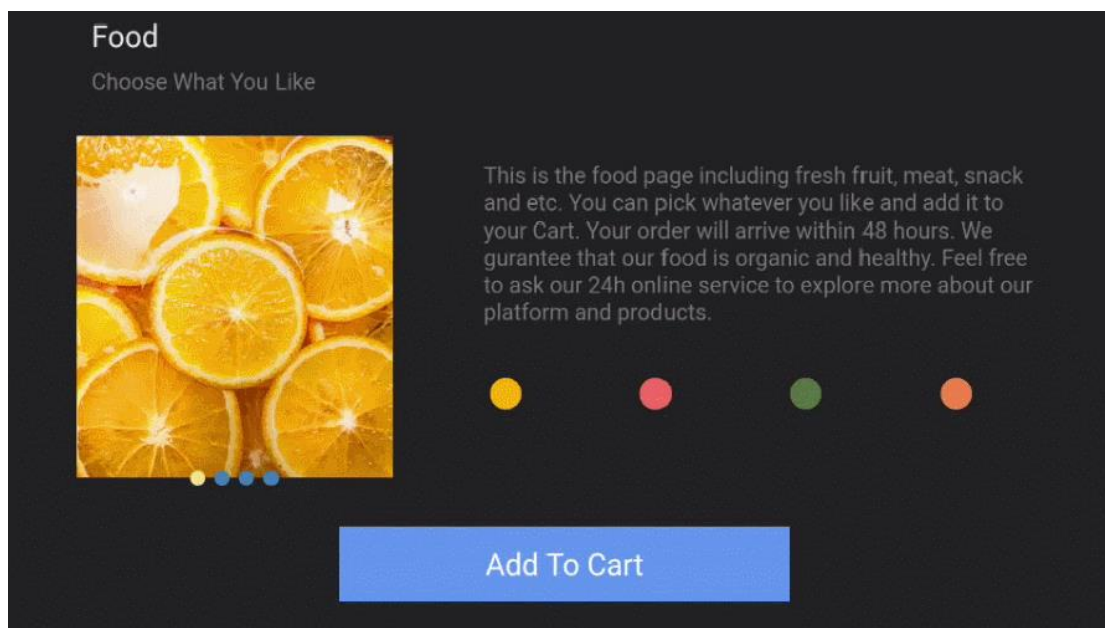 Food
Choose What You Like
This is the food page including fresh fruit, meat, snack
and etc. You can pick whatever you like and add it to
your Cart. Your order will arrive within 48 hours. We
gurantee that our food is organic and healthy. Feel free
to ask our 24h online service to explore more about our
platform and products.
Add To Cart